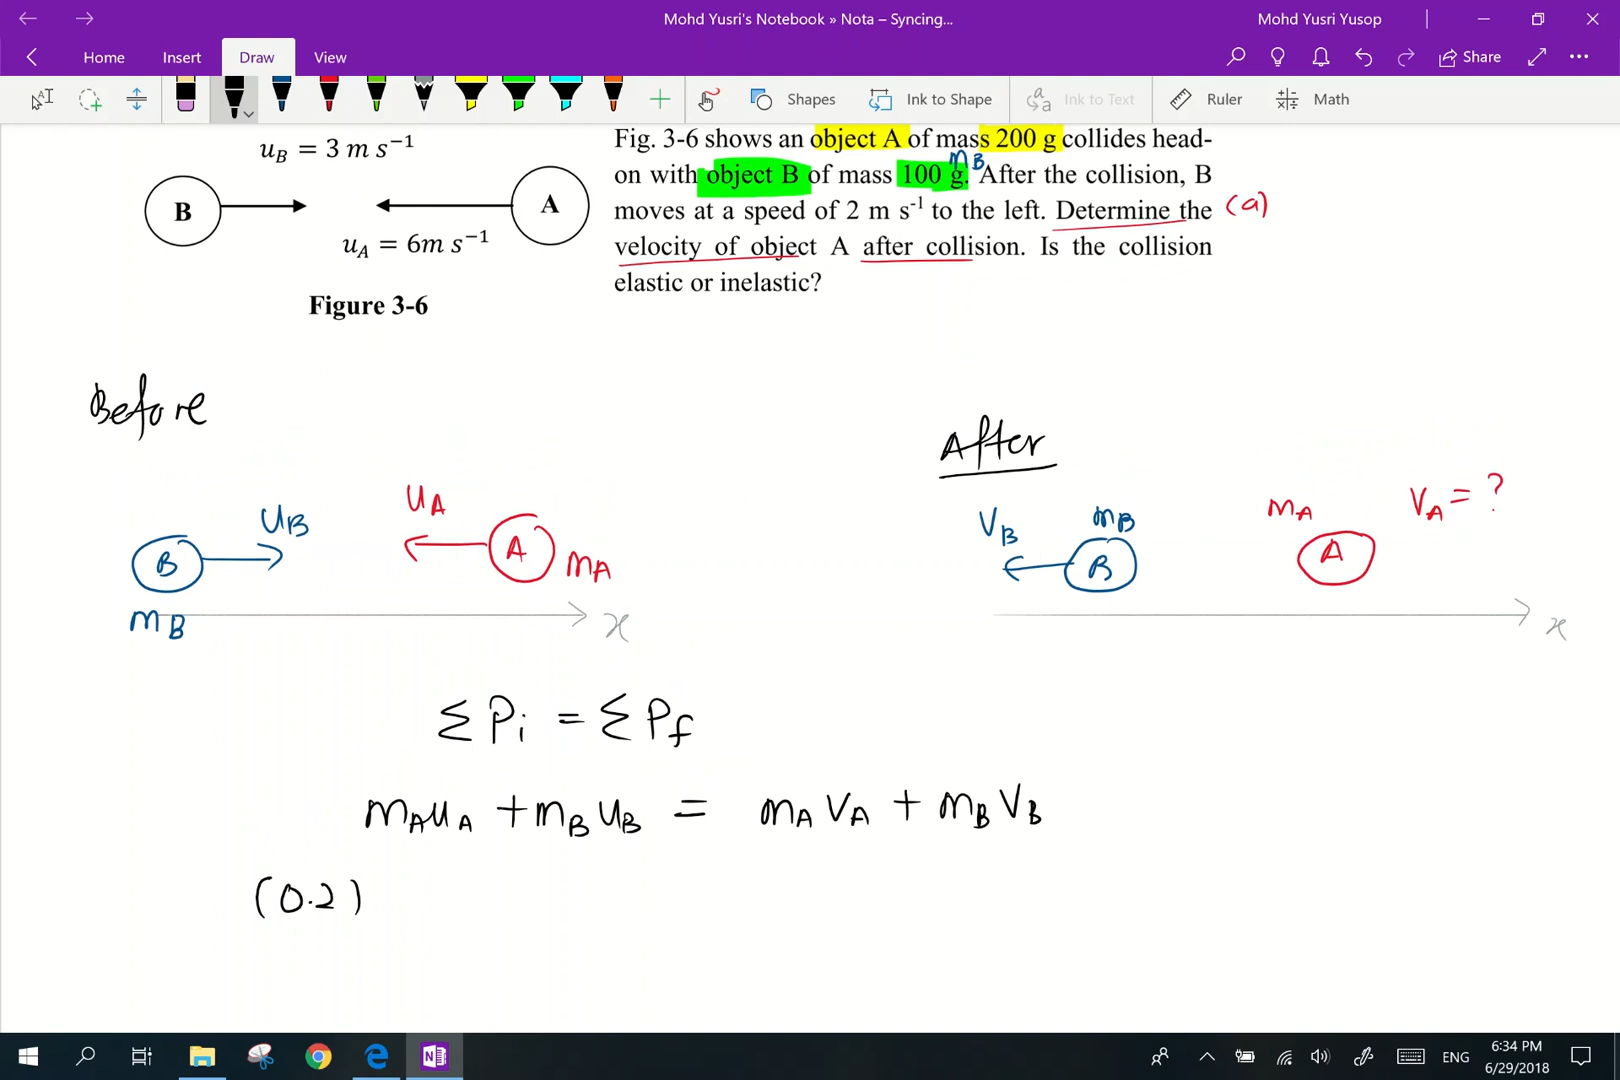 Mohd Yusri's Notebook » Nota – Syncing...
Mohd Yusri Yusop
Home Insert Draw View
Share
Shapes Ink to Shape Ink to Text Ruler Math
u_B = 3 m s⁻¹
B
A
u_A = 6m s⁻¹
Figure 3-6
Fig. 3-6 shows an object A of mass 200 g collides head-
on with object B of mass 100 g. After the collision, B
m_B
moves at a speed of 2 m s⁻¹ to the left. Determine the
(a)
velocity of object A after collision. Is the collision
elastic or inelastic?
Before
u_B
u_A
B
A
m_A
m_B
x
After
V_B
m_B
m_A
V_A = ?
B
A
x
Σ P_i = Σ P_f
m_A u_A + m_B u_B = m_A V_A + m_B V_B
(0.2)
ENG
6:34 PM
6/29/2018